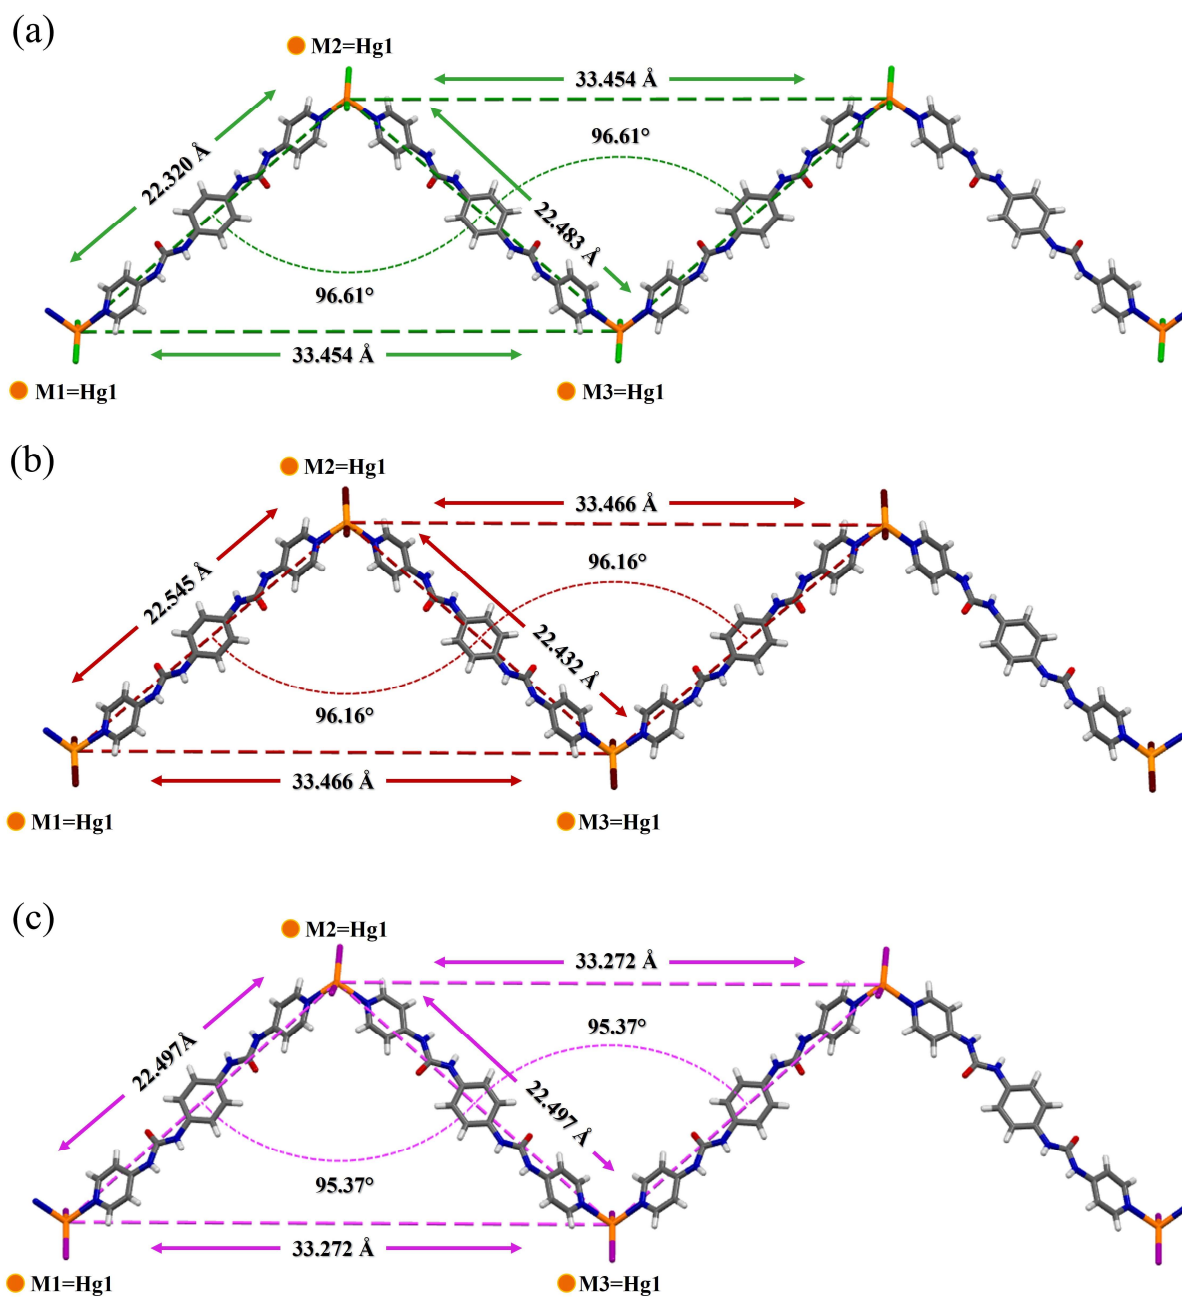 (a)
M2=Hg1
33.454 Å
22.320 Å
96.61°
22.483 Å
96.61°
33.454 Å
M1=Hg1
M3=Hg1
(b)
M2=Hg1
33.466 Å
22.545 Å
96.16°
22.432 Å
96.16°
33.466 Å
M1=Hg1
M3=Hg1
(c)
M2=Hg1
33.272 Å
22.497Å
95.37°
22.497 Å
95.37°
33.272 Å
M1=Hg1
M3=Hg1